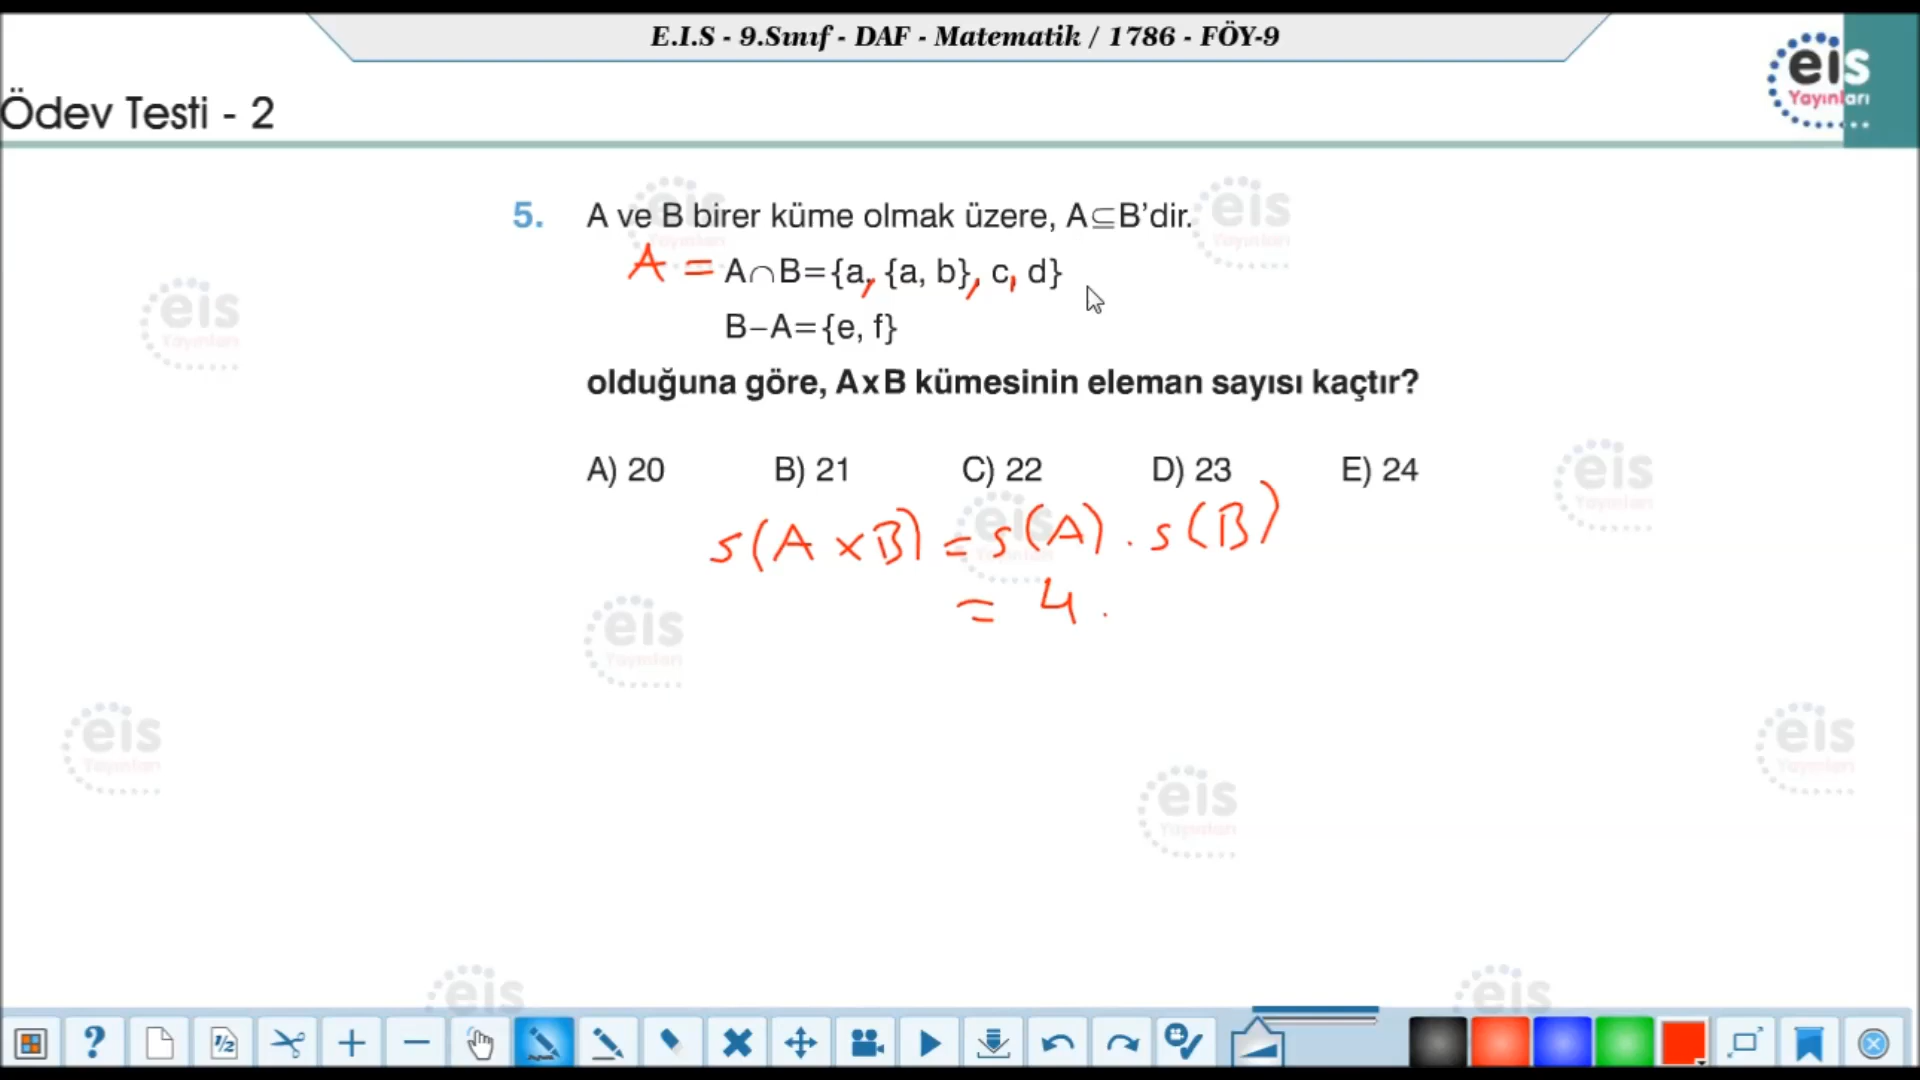 E.I.S - 9.Sınıf - DAF - Matematik / 1786 - FÖY-9
eis
Yayınları
Ödev Testi - 2
5. A ve B birer küme olmak üzere, A⊆B’dir.
A = A∩B={a, {a, b}, c, d}
B−A={e, f}
olduğuna göre, AxB kümesinin eleman sayısı kaçtır?
A) 20 B) 21 C) 22 D) 23 E) 24
s(A x B) = s(A) . s(B)
= 4 .